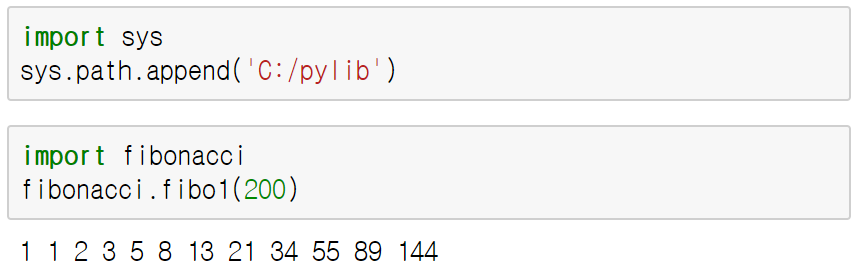 import sys
sys.path.append('C:/pylib')
import fibonacci
fibonacci.fibo1(200)
1 1 2 3 5 8 13 21 34 55 89 144